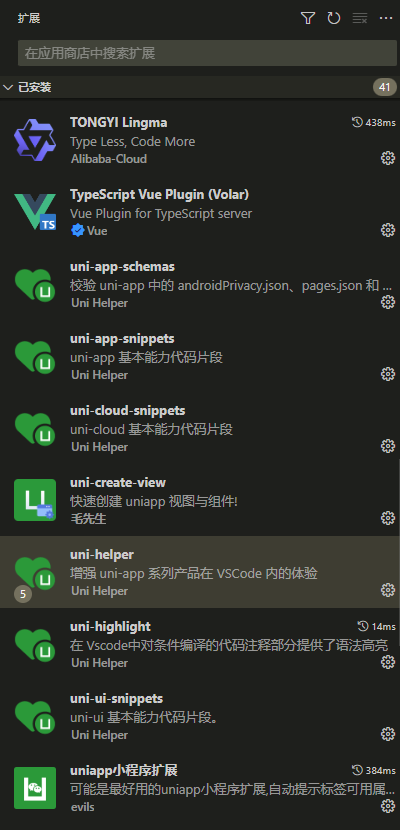 扩展
在应用商店中搜索扩展
已安装 41
TONGYI Lingma 438ms
Type Less, Code More
Alibaba-Cloud
TypeScript Vue Plugin (Volar)
Vue Plugin for TypeScript server
TS Vue
uni-app-schemas
校验 uni-app 中的 androidPrivacy.json、pages.json 和 ...
Uni Helper
uni-app-snippets
uni-app 基本能力代码片段
Uni Helper
uni-cloud-snippets
uni-cloud 基本能力代码片段
Uni Helper
uni-create-view
快速创建 uniapp 视图与组件!
毛先生
uni-helper
增强 uni-app 系列产品在 VSCode 内的体验
5 Uni Helper
uni-highlight 14ms
在 Vscode中对条件编译的代码注释部分提供了语法高亮
Uni Helper
uni-ui-snippets
uni-ui 基本能力代码片段。
Uni Helper
uniapp小程序扩展 384ms
可能是最好用的uniapp小程序扩展,自动提示标签可用属...
evils